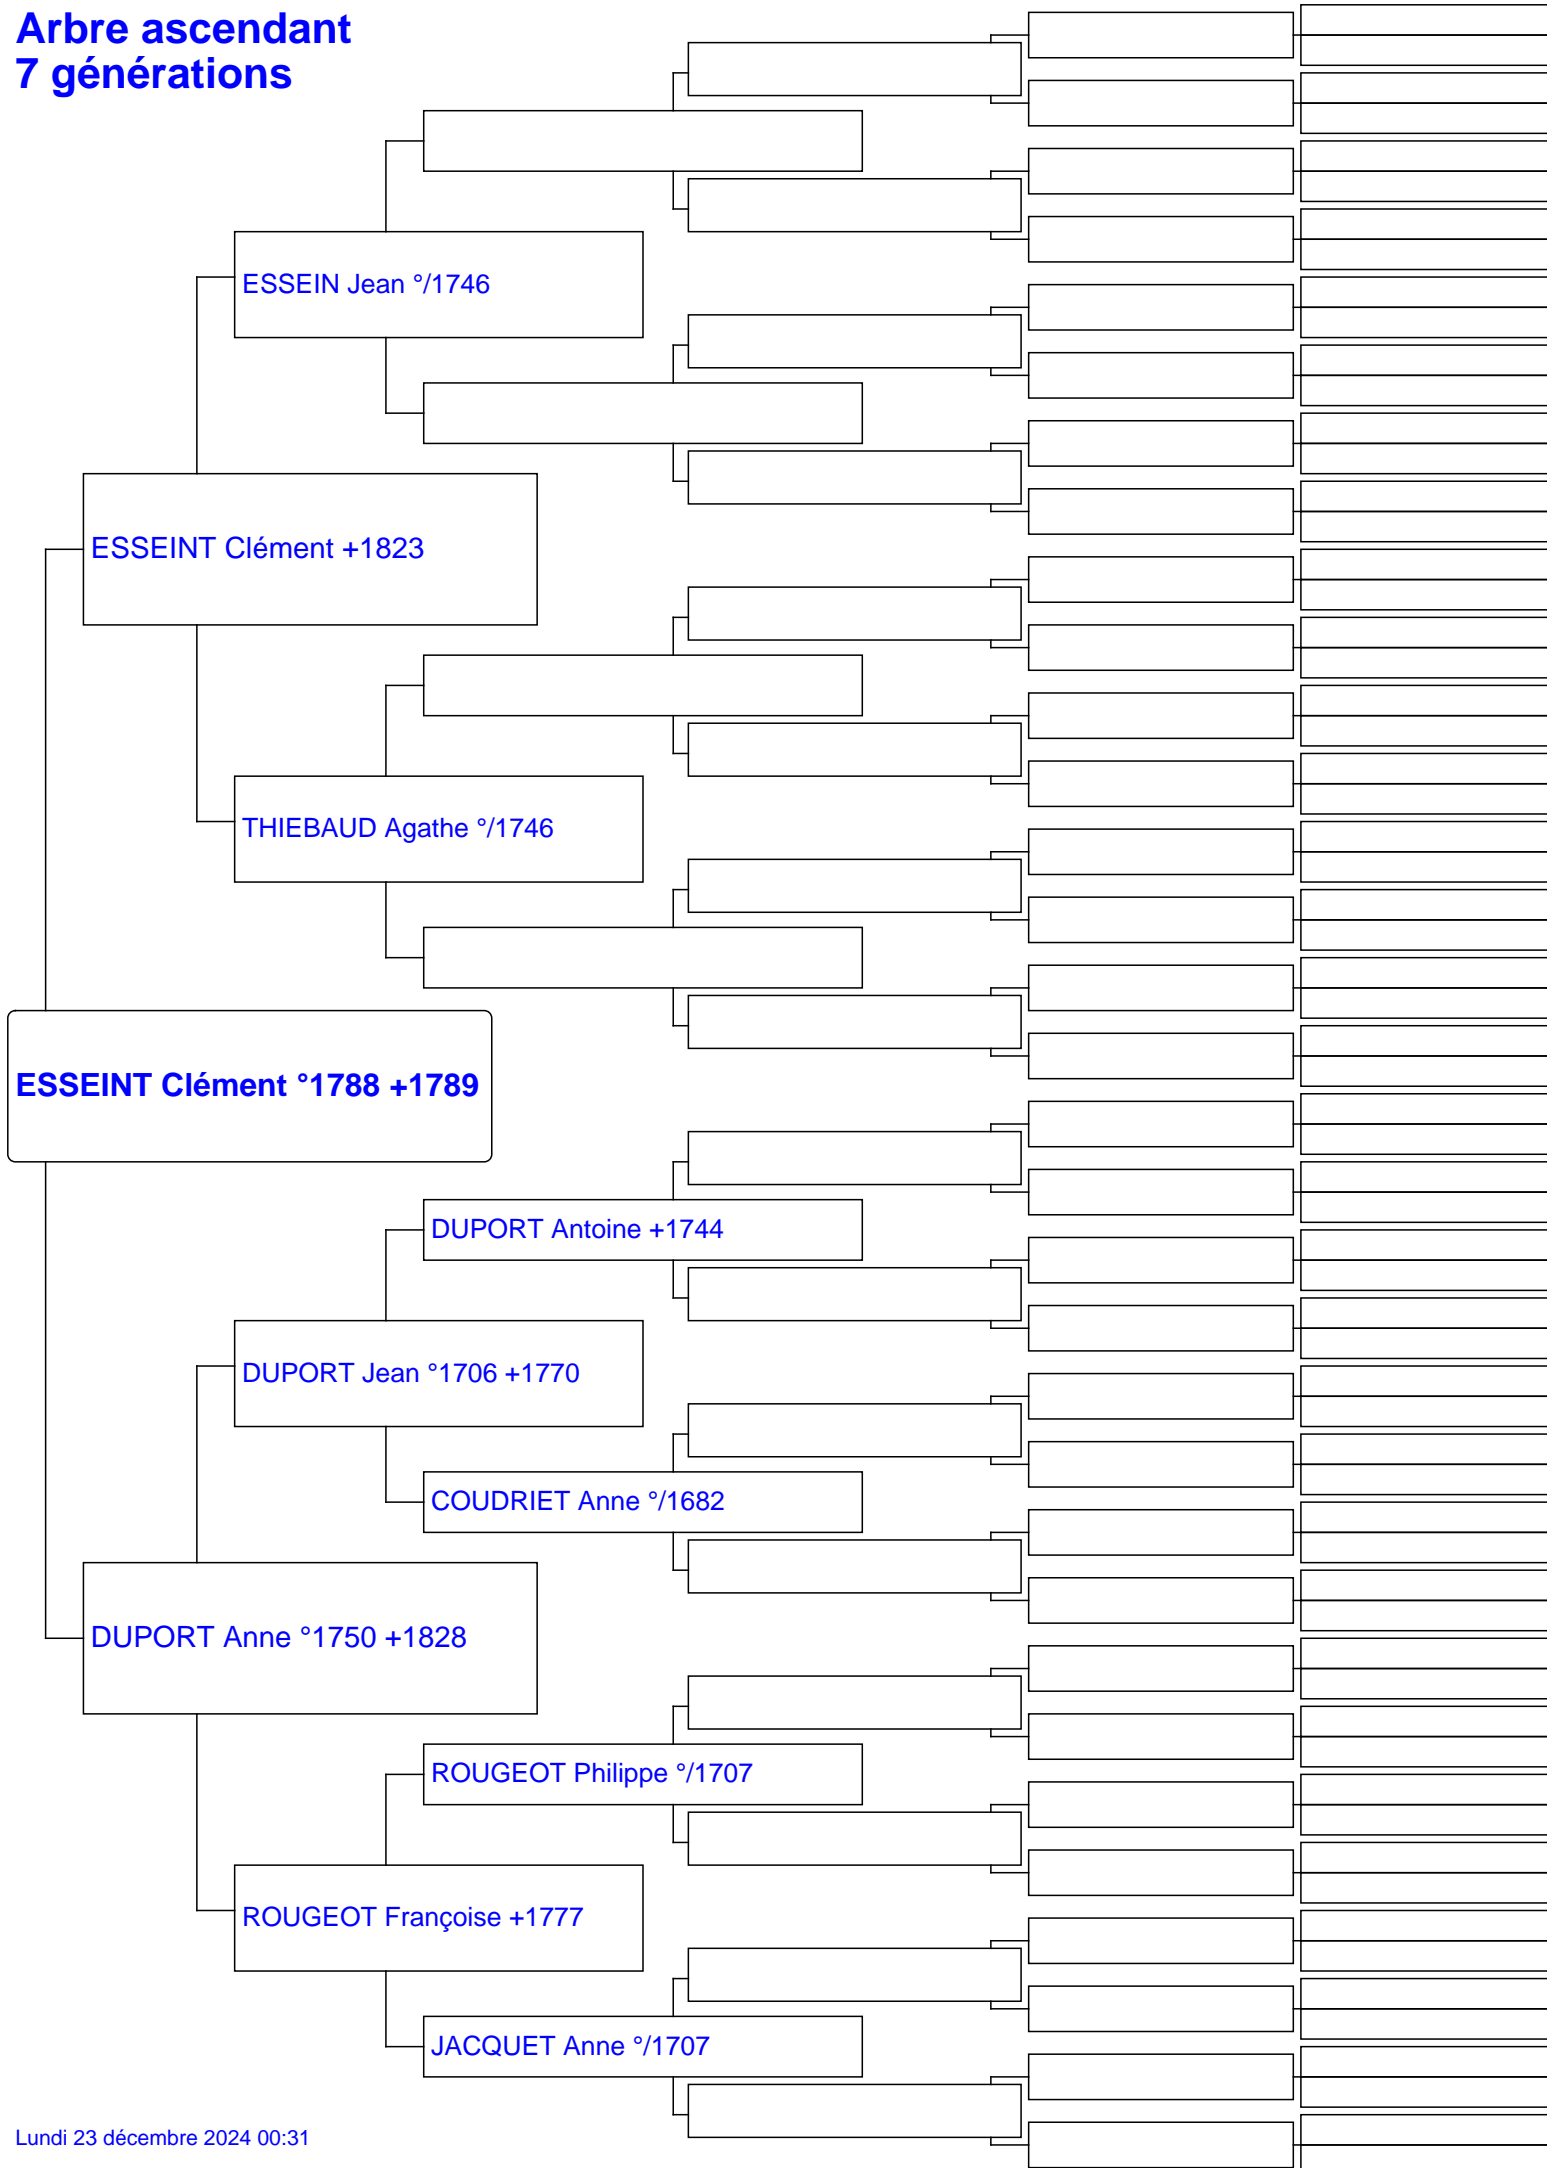 Arbre ascendant
7 générations
ESSEIN Jean °/1746
ESSEINT Clément +1823
THIEBAUD Agathe °/1746
ESSEINT Clément °1788 +1789
DUPORT Antoine +1744
DUPORT Jean °1706 +1770
COUDRIET Anne °/1682
DUPORT Anne °1750 +1828
ROUGEOT Philippe °/1707
ROUGEOT Françoise +1777
JACQUET Anne °/1707
Lundi 23 décembre 2024 00:31